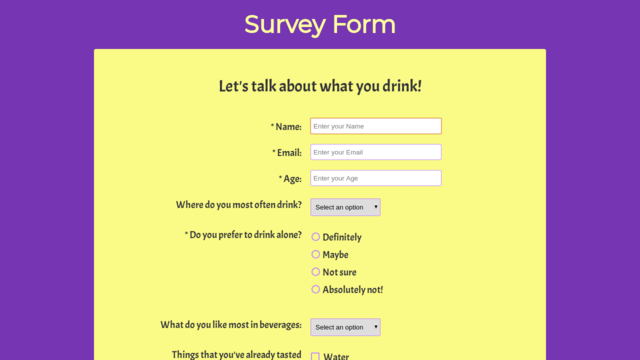 Survey Form
Let's talk about what you drink!
* Name: Enter your Name
* Email: Enter your Email
* Age: Enter your Age
Where do you most often drink? Select an option
* Do you prefer to drink alone? Definitely
Maybe
Not sure
Absolutely not!
What do you like most in beverages: Select an option
Things that you've already tasted Water